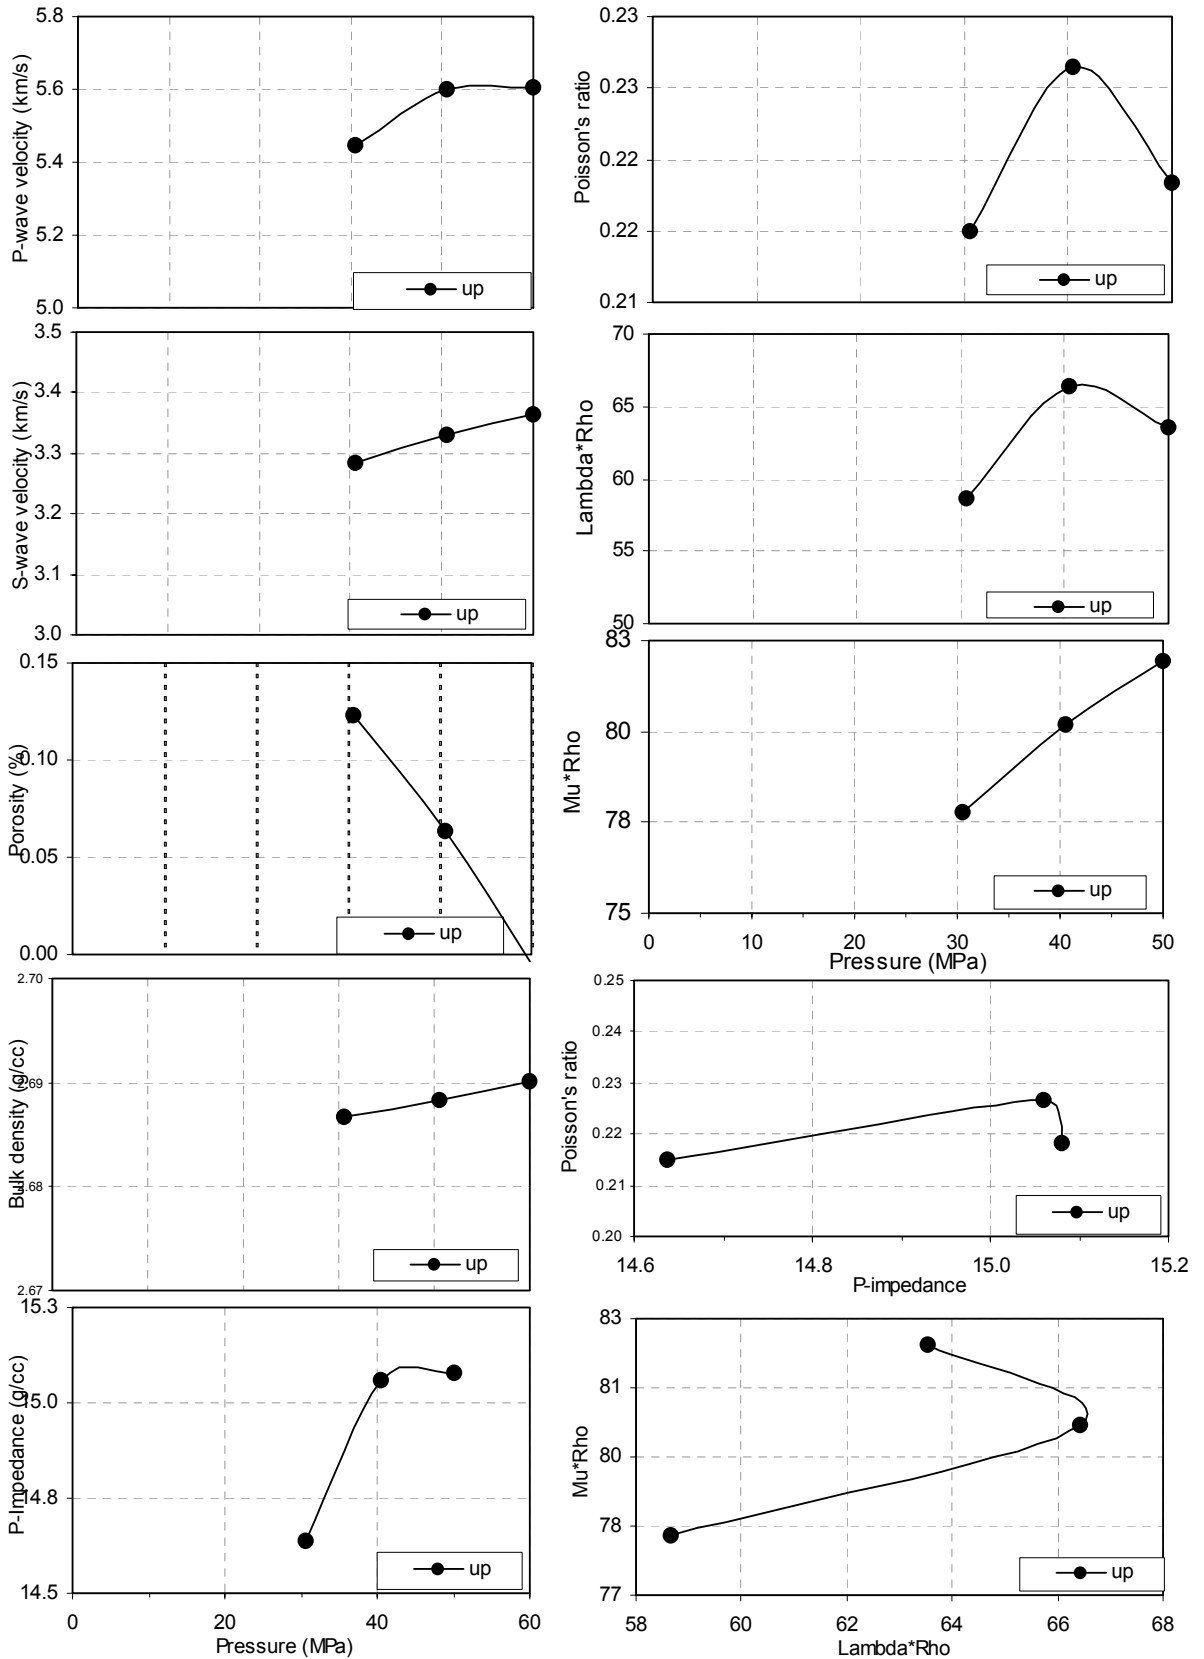 5.8
5.6
5.4
5.2
5.0
P-wave velocity (km/s)
up
3.5
3.4
3.3
3.2
3.1
3.0
S-wave velocity (km/s)
up
0.15
0.10
0.05
0.00
Porosity (%)
up
2.70
2.69
2.68
2.67
Bulk density (g/cc)
up
15.3
15.0
14.8
14.5
P-Impedance (g/cc)
up
0 20 40 60
Pressure (MPa)
0.23
0.23
0.22
0.22
0.21
Poisson's ratio
up
70
65
60
55
50
Lambda*Rho
up
83
80
78
75
Mu*Rho
up
0 10 20 30 40 50
Pressure (MPa)
0.25
0.24
0.23
0.22
0.21
0.20
Poisson's ratio
up
14.6 14.8 15.0 15.2
P-impedance
83
81
80
78
77
Mu*Rho
up
58 60 62 64 66 68
Lambda*Rho